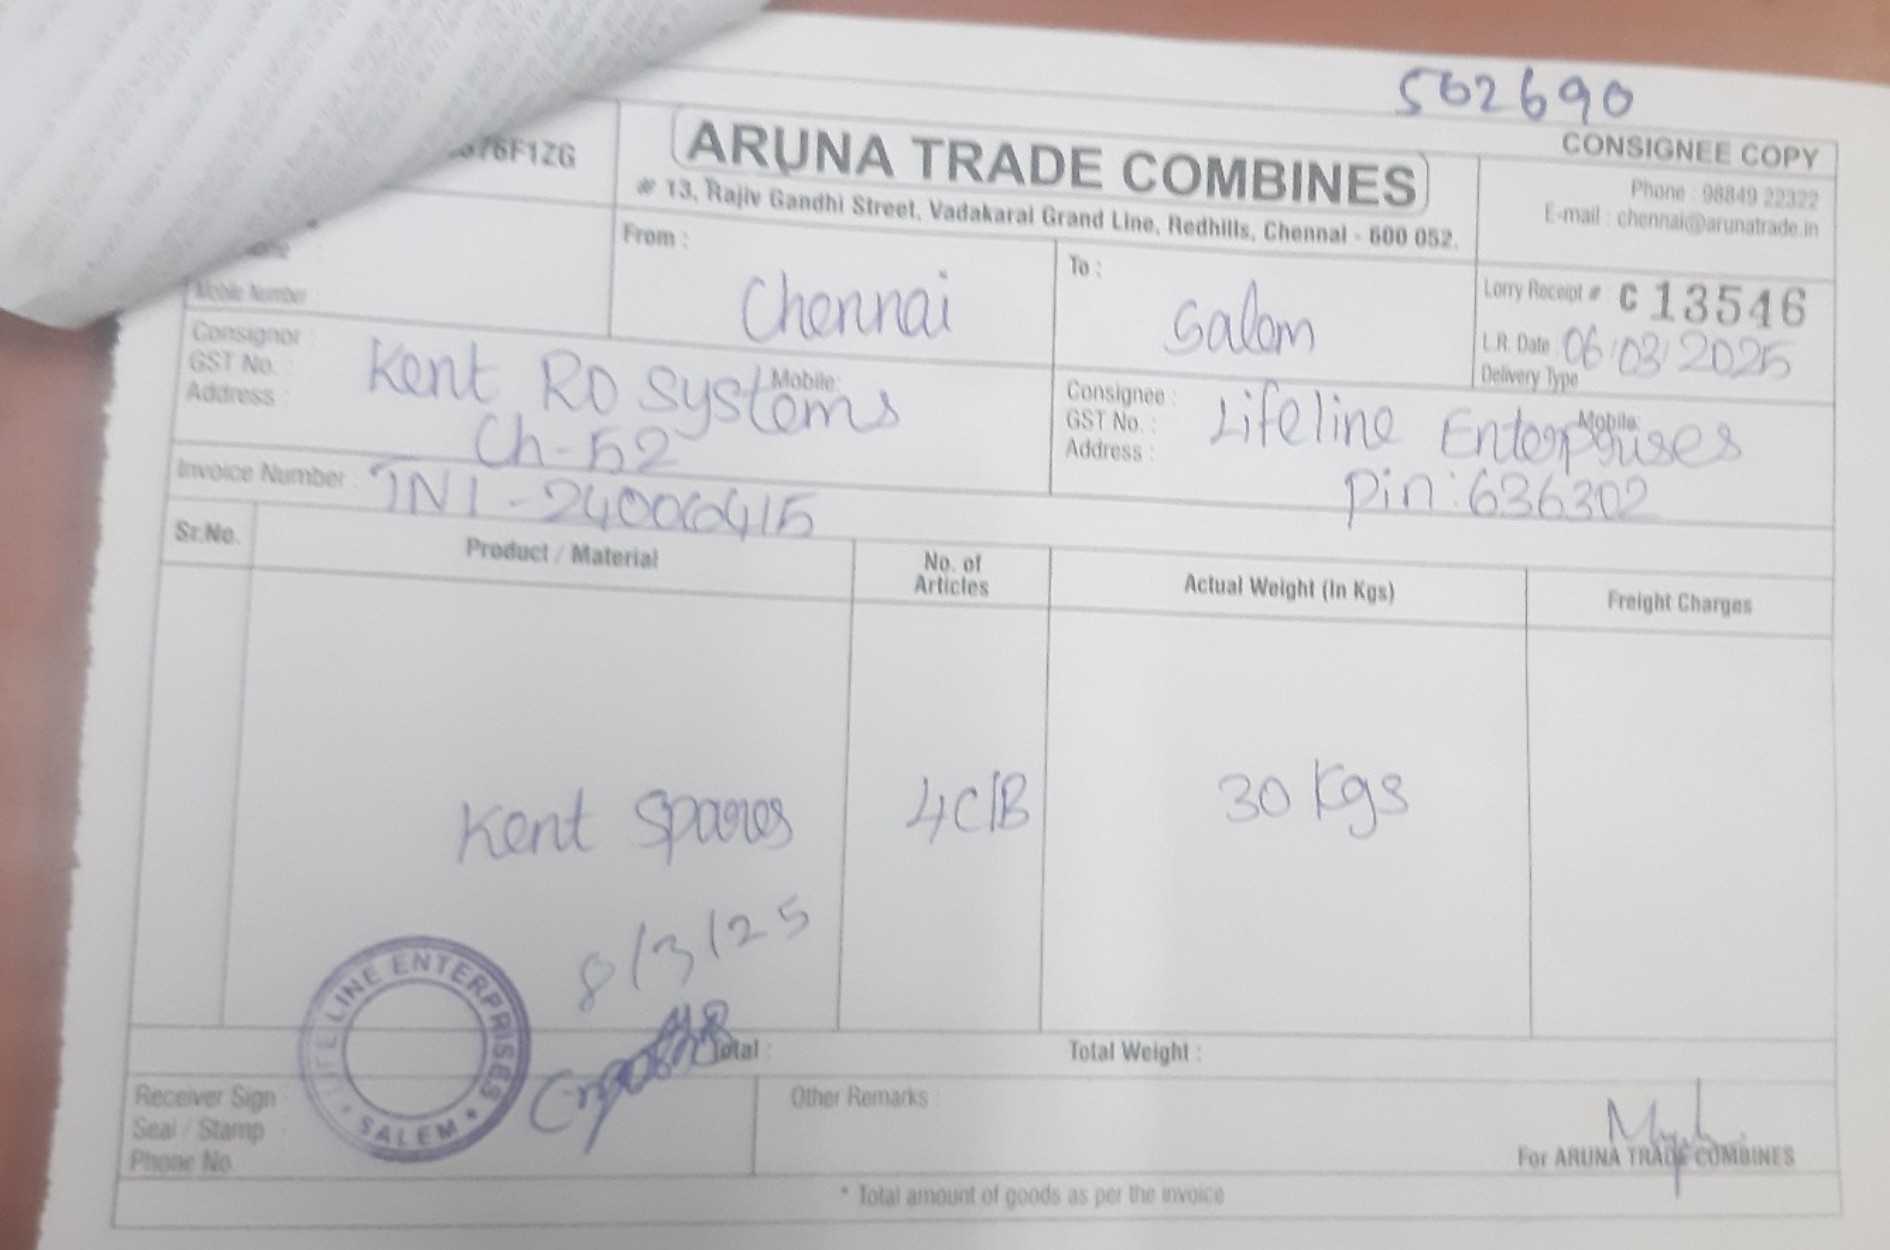 562690
CONSIGNEE COPY
76F1ZG
ARUNA TRADE COMBINES
# 13, Rajiv Gandhi Street, Vadakarai Grand Line, Redhills, Chennai - 600 052.
Phone : 98849 22322
E-mail : chennai@arunatrade.in
Mobile Number :
From :
Chennai
To :
Salem
Lorry Receipt # C 13546
L.R. Date 06/03/2025
Delivery Type
Consignor :
GST No. :
Address :
Mobile:
Kent RO Systems
Ch-52
Consignee :
GST No. :
Address :
Mobile:
Lifeline Enterprises
Pin: 636302
Invoice Number : TN1-24006415
Sr.No.
Product / Material
No. of
Articles
Actual Weight (In Kgs)
Freight Charges
Kent Spares
4C/B
30 Kgs
8/3/25
LIFELINE ENTERPRISES
SALEM
Total :
Total Weight :
Receiver Sign :
Seal / Stamp :
Phone No.
Other Remarks :
For ARUNA TRADE COMBINES
* Total amount of goods as per the invoice